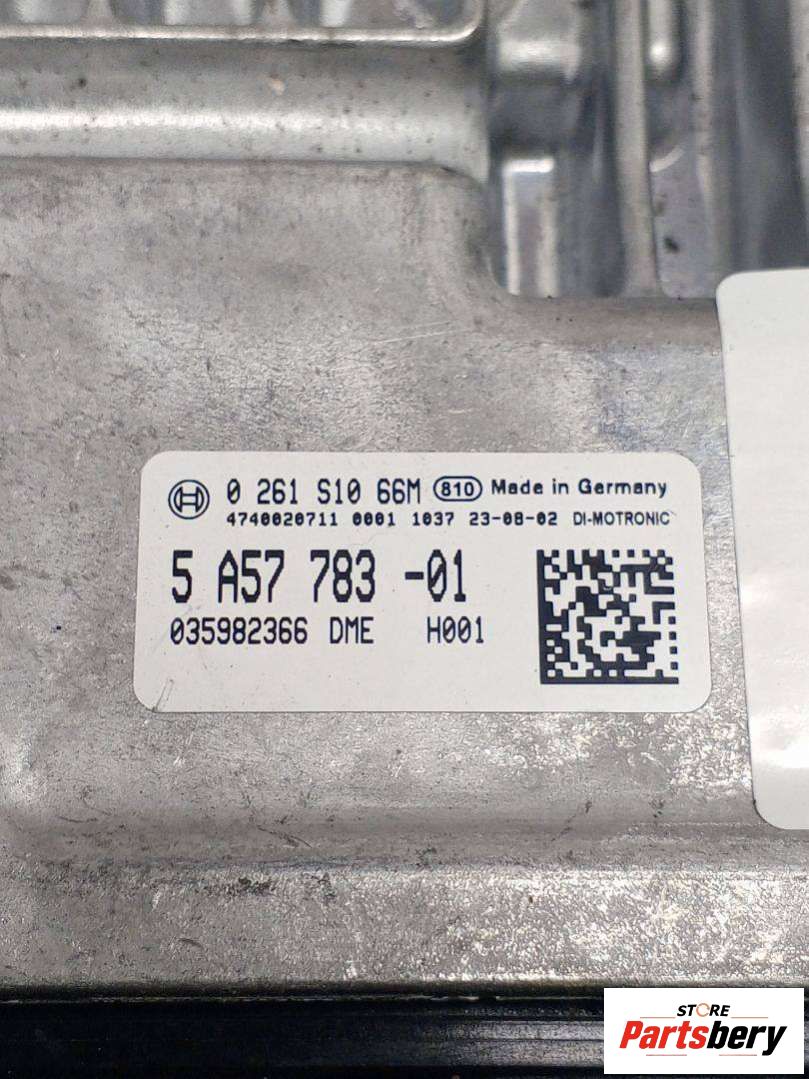 0 261 S10 66M 810 Made in Germany
4740020711 0001 1037 23-08-02 DI-MOTRONIC
5 A57 783 -01
035982366 DME H001
STORE
Partsbery